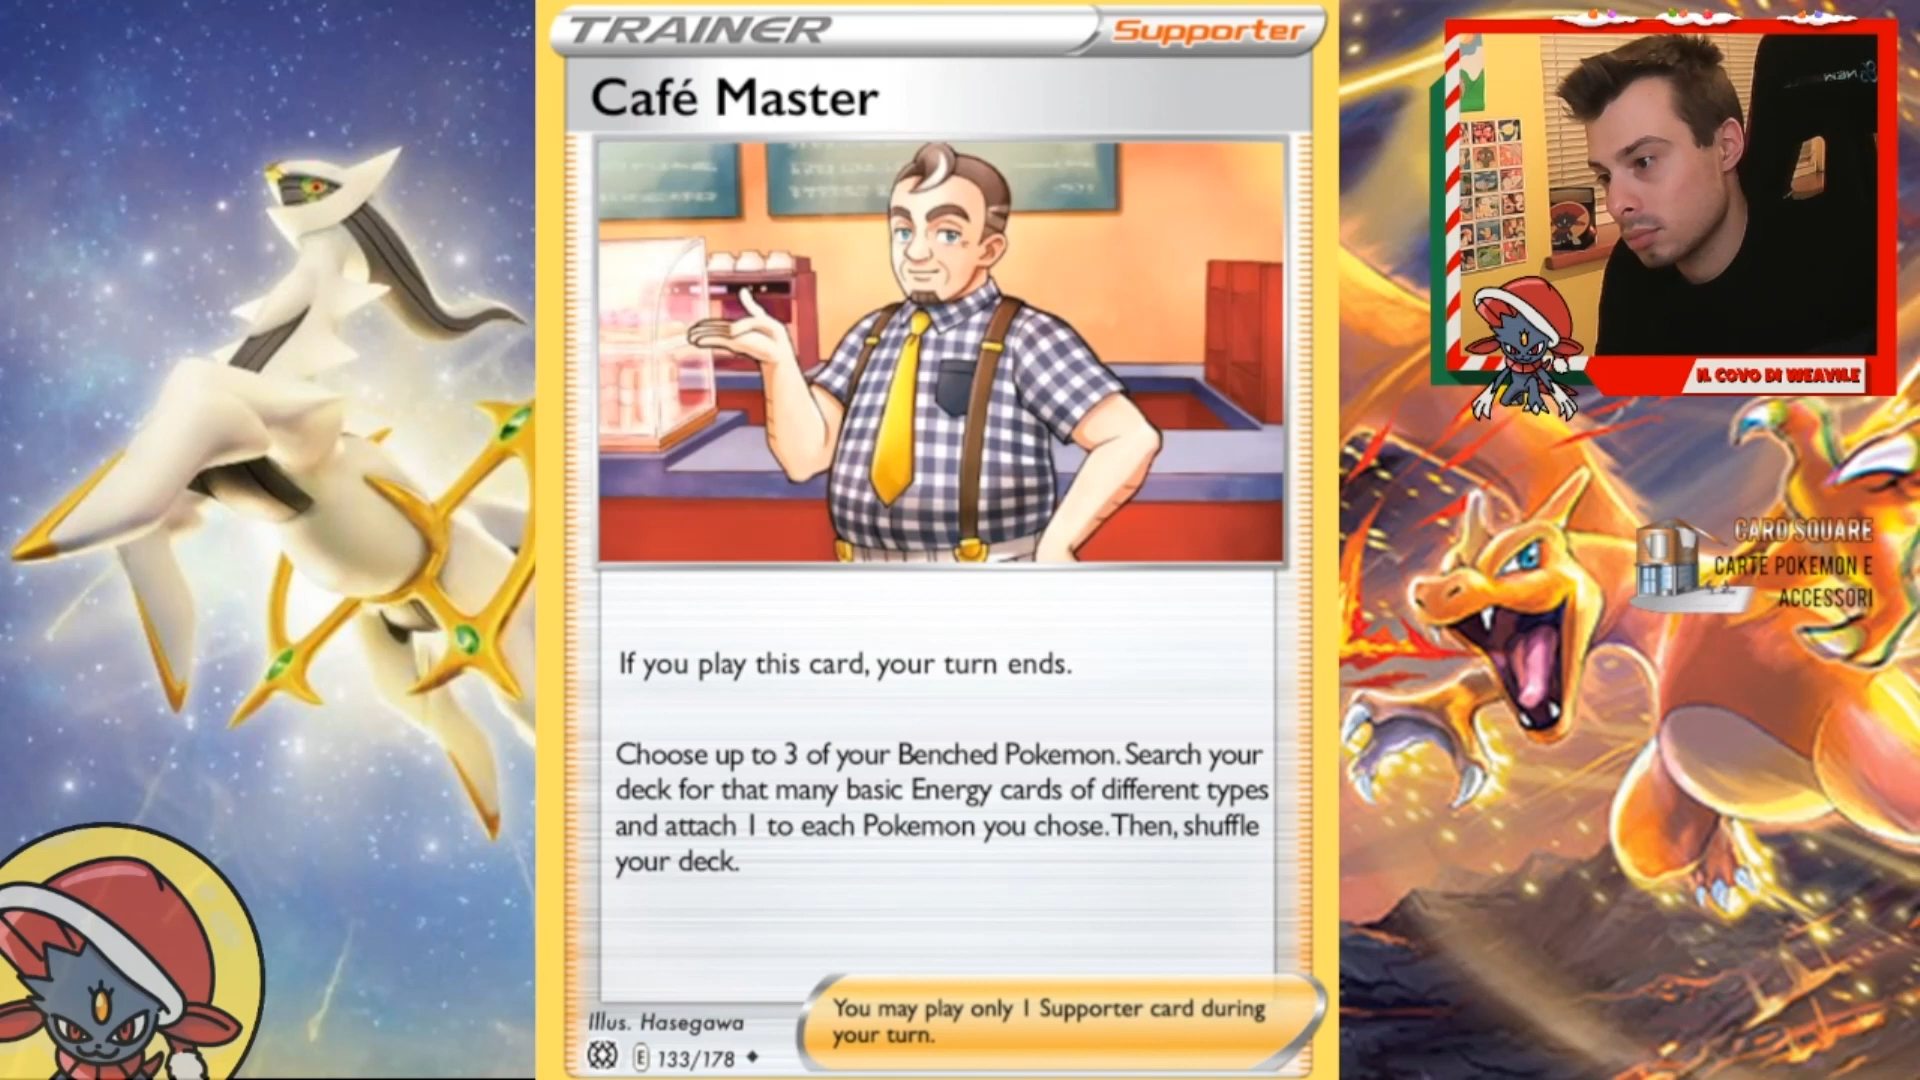 TRAINER
Supporter
Café Master
If you play this card, your turn ends.
Choose up to 3 of your Benched Pokemon. Search your
deck for that many basic Energy cards of different types
and attach 1 to each Pokemon you chose. Then, shuffle
your deck.
You may play only 1 Supporter card during
your turn.
Illus. Hasegawa
E 133/178
IL COVO DI WEAVILE
CARD SQUARE
CARTE POKEMON E
ACCESSORI